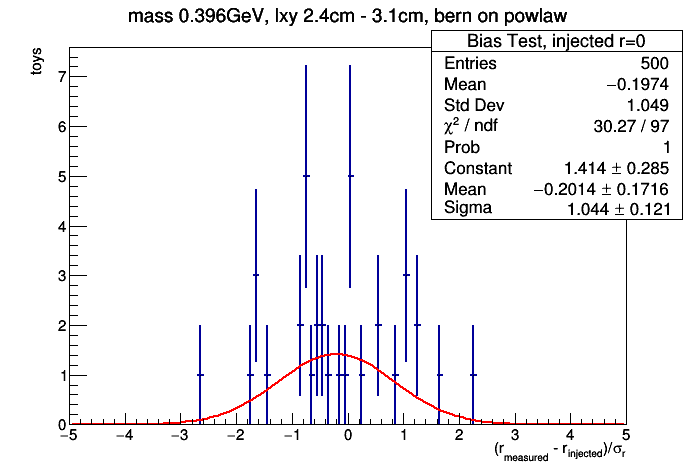 mass 0.396GeV, lxy 2.4cm - 3.1cm, bern on powlaw
Bias Test, injected r=0
Entries 500
Mean −0.1974
Std Dev 1.049
χ² / ndf 30.27 / 97
Prob 1
Constant 1.414 ± 0.285
Mean −0.2014 ± 0.1716
Sigma 1.044 ± 0.121
toys
7
6
5
4
3
2
1
0
−5 −4 −3 −2 −1 0 1 2 3 4 5
(r_measured - r_injected)/σ_r